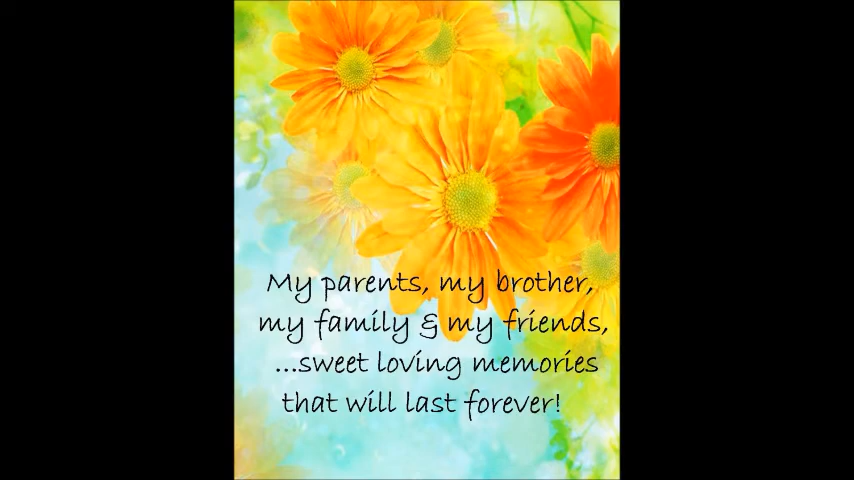 My parents, my brother,
my family & my friends,
...sweet loving memories
that will last forever!